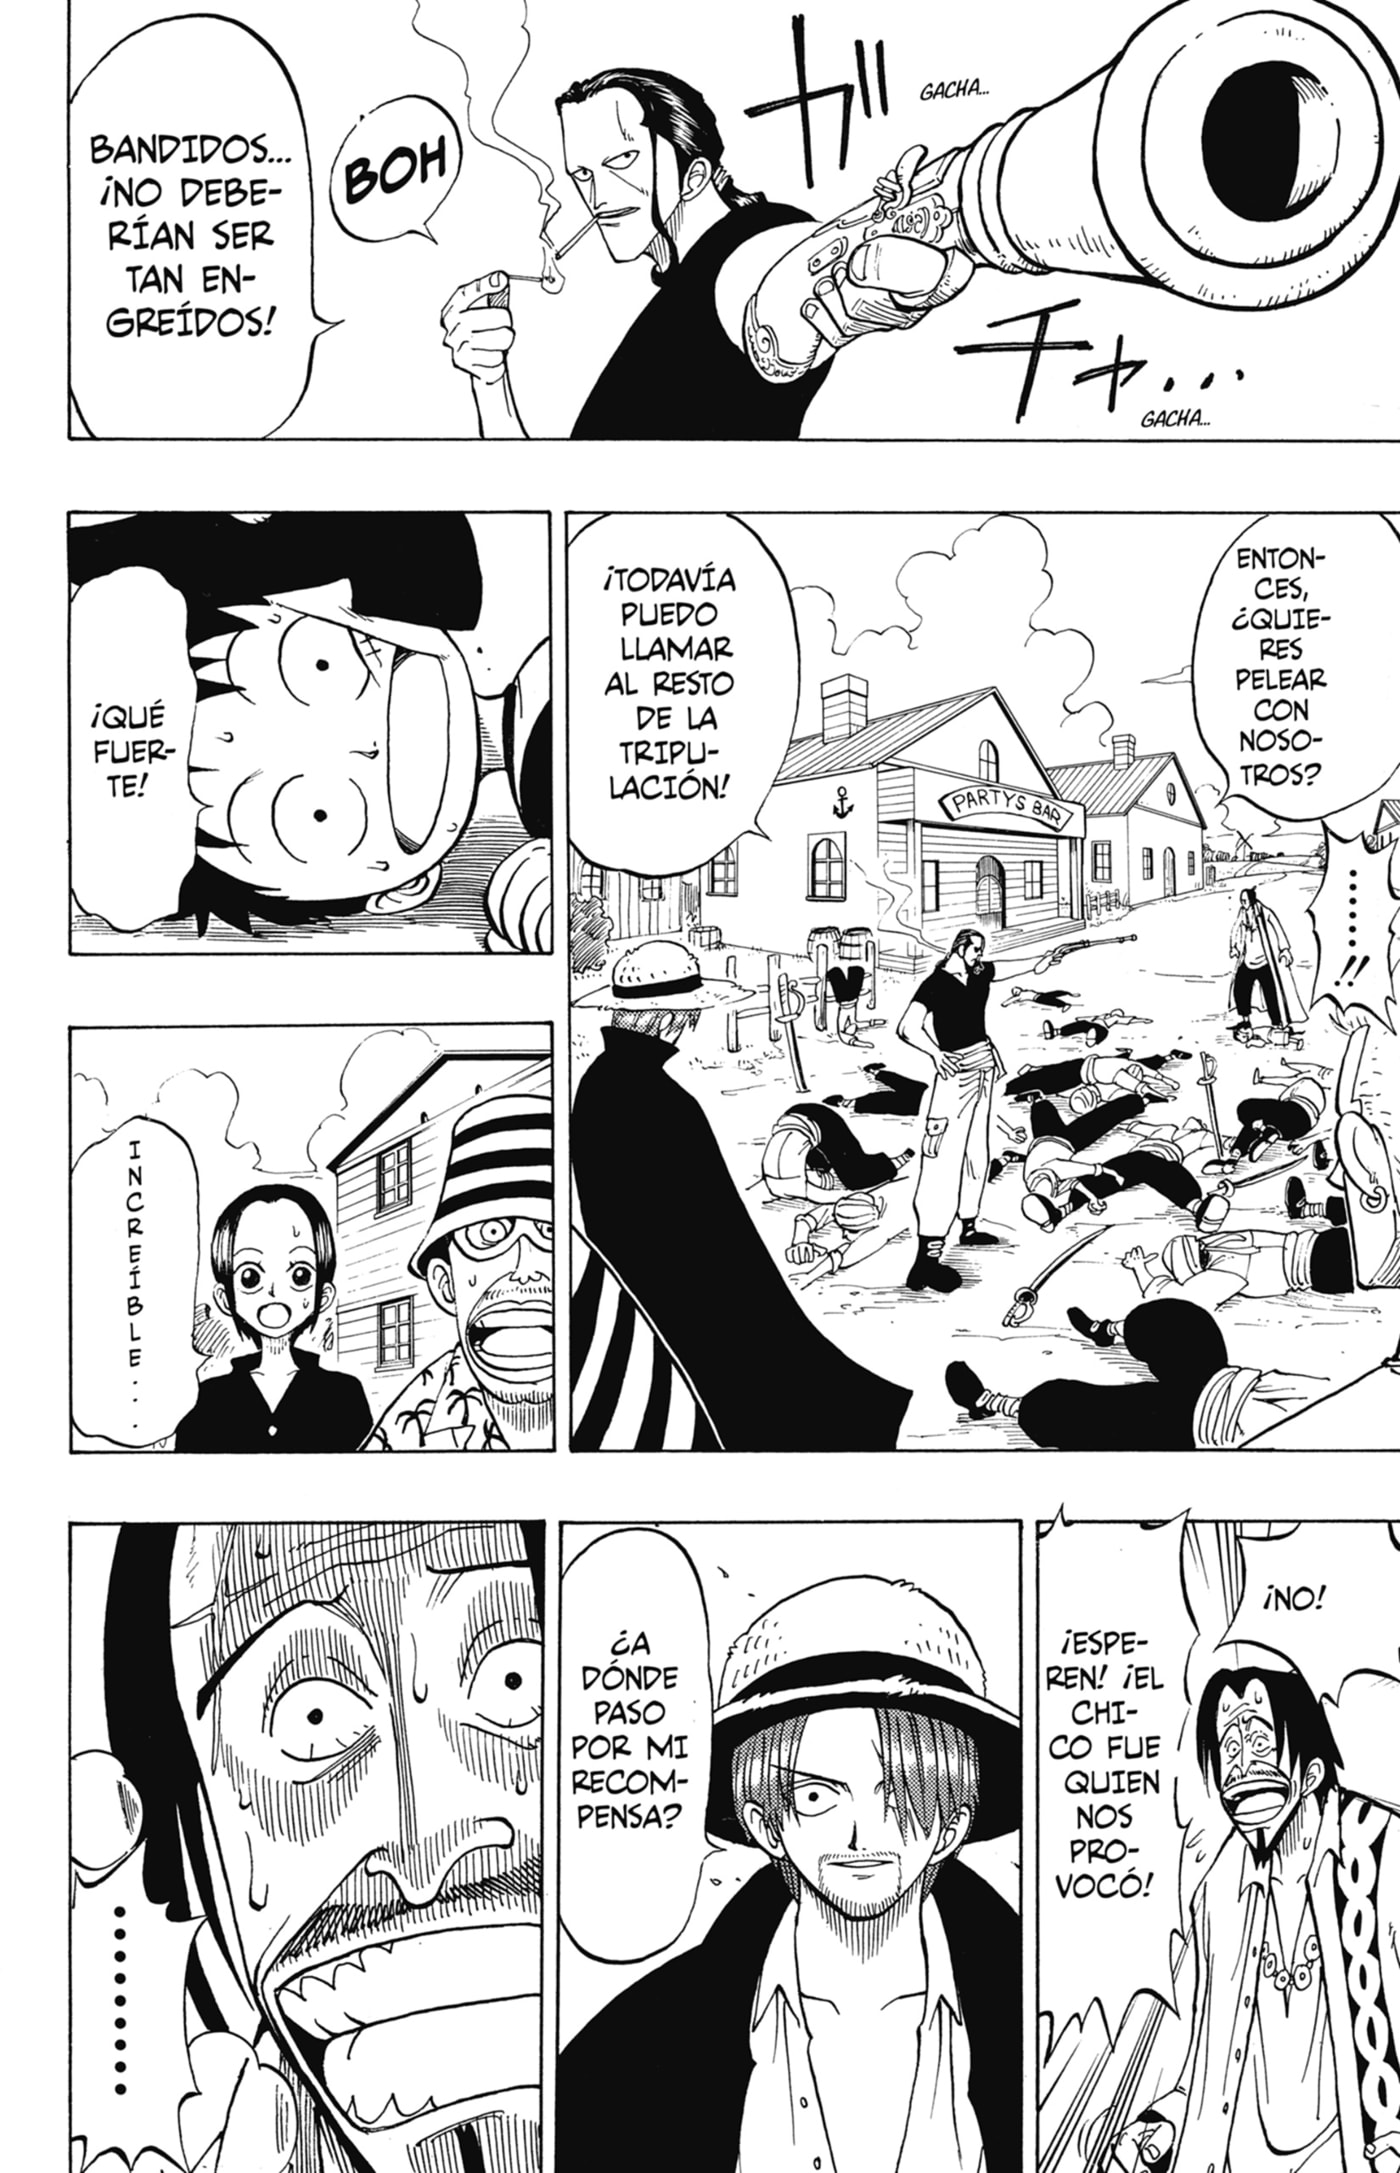 ガ''
GACHA...
BOH
BANDIDOS...
¡NO DEBE-
RÍAN SER
TAN EN-
GREÍDOS!
チャ...
GACHA...
ENTON-
CES,
¿QUIE-
RES
PELEAR
CON
NOSO-
TROS?
......!!
¡TODAVÍA
PUEDO
LLAMAR
AL RESTO
DE LA
TRIPU-
LACIÓN!
PARTYS BAR
¡QUÉ
FUER-
TE!
INCREÍBLE...
¡NO!
¡ESPE-
REN! ¡EL
CHI-
CO FUE
QUIEN
NOS
PRO-
VOCÓ!
¿A
DÓNDE
PASO
POR MI
RECOM-
PENSA?
.........